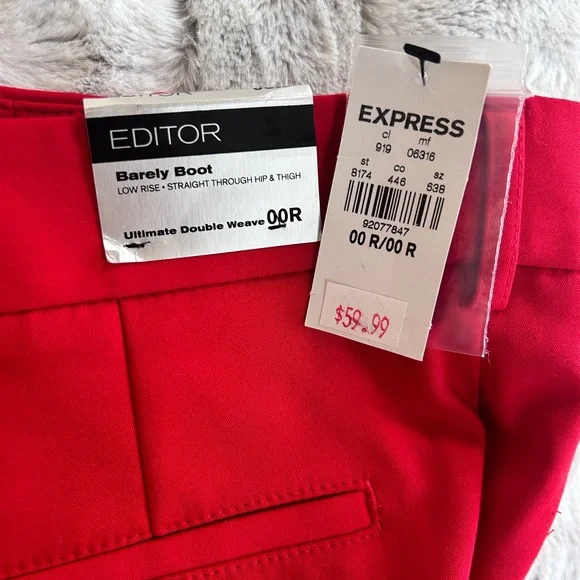 EDITOR
Barely Boot
LOW RISE • STRAIGHT THROUGH HIP & THIGH
Ultimate Double Weave 00R
EXPRESS
cl mf
919 06316
st co sz
8174 446 638
92077847
00 R/00 R
$59.99